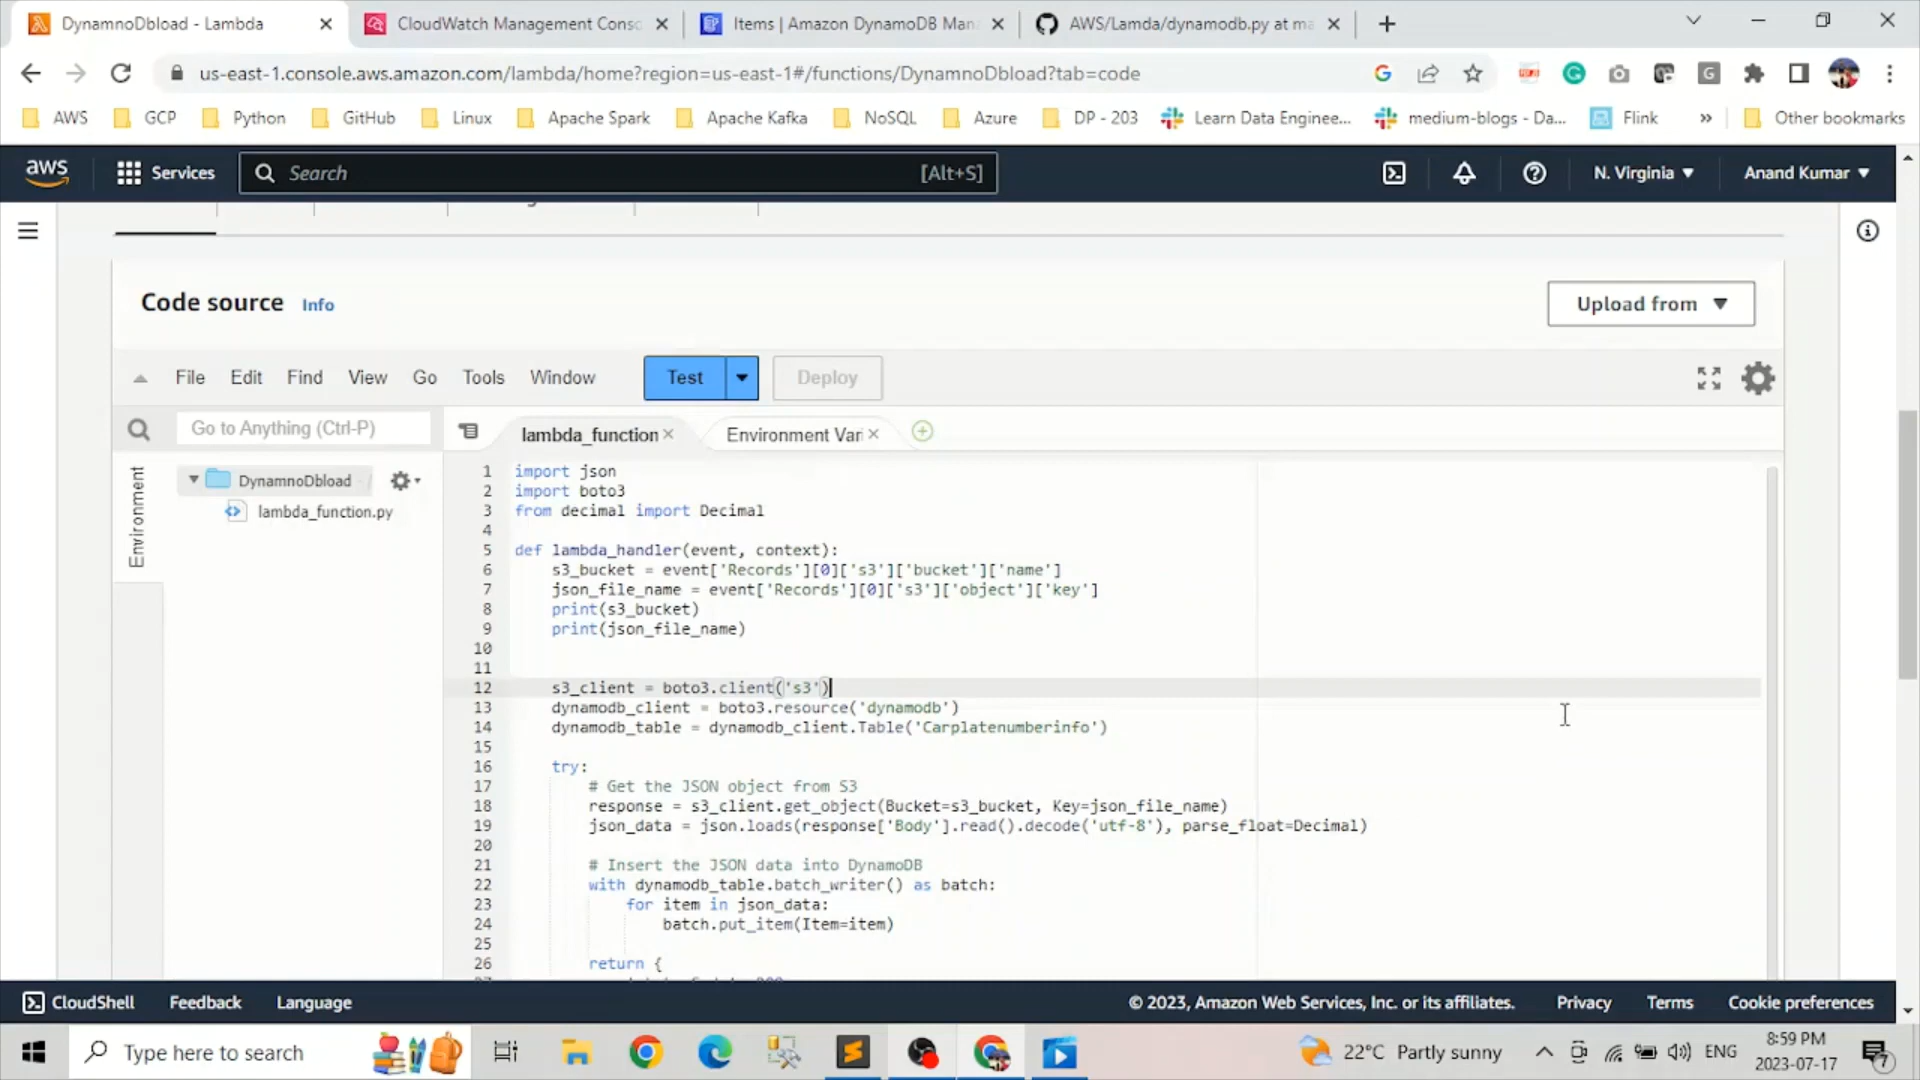 DynamnoDbload - Lambda
CloudWatch Management Conso
Items | Amazon DynamoDB Man
AWS/Lamda/dynamodb.py at ma
us-east-1.console.aws.amazon.com/lambda/home?region=us-east-1#/functions/DynamnoDbload?tab=code
AWS GCP Python GitHub Linux Apache Spark Apache Kafka NoSQL Azure DP - 203 Learn Data Enginee... medium-blogs - Da... Flink » Other bookmarks
aws Services Search [Alt+S] N. Virginia Anand Kumar
Code source Info Upload from
File Edit Find View Go Tools Window Test Deploy
Go to Anything (Ctrl-P) lambda_function Environment Vari
Environment
DynamnoDbload
lambda_function.py
1 import json
2 import boto3
3 from decimal import Decimal
4
5 def lambda_handler(event, context):
6 s3_bucket = event['Records'][0]['s3']['bucket']['name']
7 json_file_name = event['Records'][0]['s3']['object']['key']
8 print(s3_bucket)
9 print(json_file_name)
10
11
12 s3_client = boto3.client('s3')
13 dynamodb_client = boto3.resource('dynamodb')
14 dynamodb_table = dynamodb_client.Table('Carplatenumberinfo')
15
16 try:
17 # Get the JSON object from S3
18 response = s3_client.get_object(Bucket=s3_bucket, Key=json_file_name)
19 json_data = json.loads(response['Body'].read().decode('utf-8'), parse_float=Decimal)
20
21 # Insert the JSON data into DynamoDB
22 with dynamodb_table.batch_writer() as batch:
23 for item in json_data:
24 batch.put_item(Item=item)
25
26 return {
CloudShell Feedback Language © 2023, Amazon Web Services, Inc. or its affiliates. Privacy Terms Cookie preferences
Type here to search 22°C Partly sunny ENG 8:59 PM
2023-07-17 7